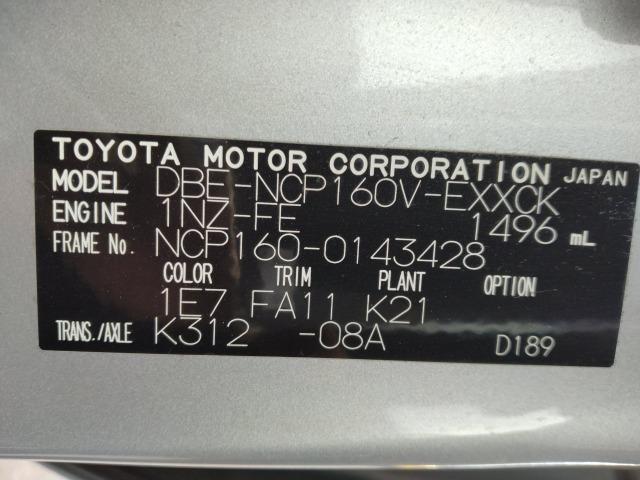 TOYOTA MOTOR CORPORATION JAPAN
MODEL DBE-NCP160V-EXXCK
ENGINE 1NZ-FE 1496 mL
FRAME No. NCP160-0143428
COLOR TRIM PLANT OPTION
1E7 FA11 K21
TRANS./AXLE K312 -08A D189